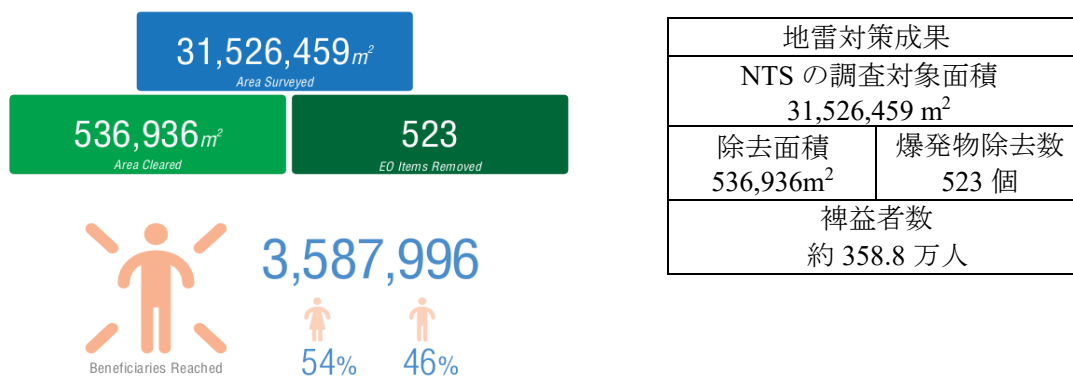 31,526,459m²
Area Surveyed
536,936m²
Area Cleared
523
EO Items Removed
3,587,996
54%
46%
Beneficiaries Reached
地雷対策成果
NTS の調査対象面積
31,526,459 m²
除去面積
536,936m²
爆発物除去数
523 個
裨益者数
約 358.8 万人